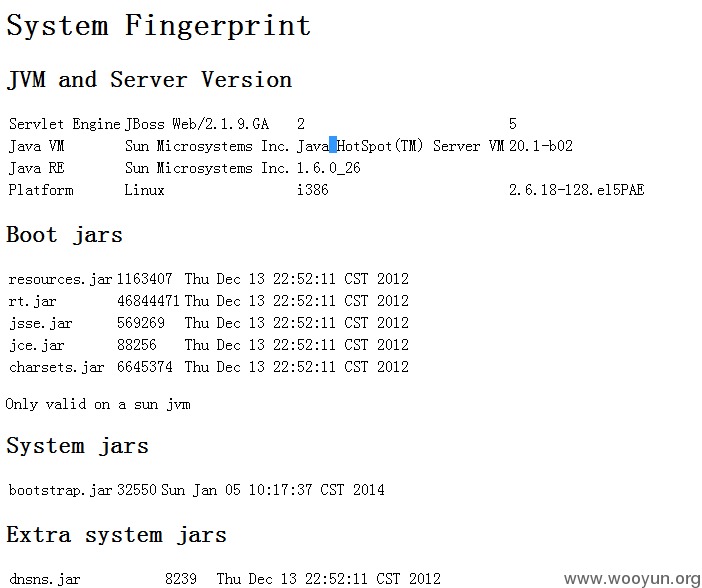 System Fingerprint
JVM and Server Version
Servlet Engine JBoss Web/2.1.9.GA 2 5
Java VM Sun Microsystems Inc. Java HotSpot(TM) Server VM 20.1-b02
Java RE Sun Microsystems Inc. 1.6.0_26
Platform Linux i386 2.6.18-128.el5PAE
Boot jars
resources.jar 1163407 Thu Dec 13 22:52:11 CST 2012
rt.jar 46844471 Thu Dec 13 22:52:11 CST 2012
jsse.jar 569269 Thu Dec 13 22:52:11 CST 2012
jce.jar 88256 Thu Dec 13 22:52:11 CST 2012
charsets.jar 6645374 Thu Dec 13 22:52:11 CST 2012
Only valid on a sun jvm
System jars
bootstrap.jar 32550 Sun Jan 05 10:17:37 CST 2014
Extra system jars
dnsns.jar 8239 Thu Dec 13 22:52:11 CST 2012
www.wooyun.org